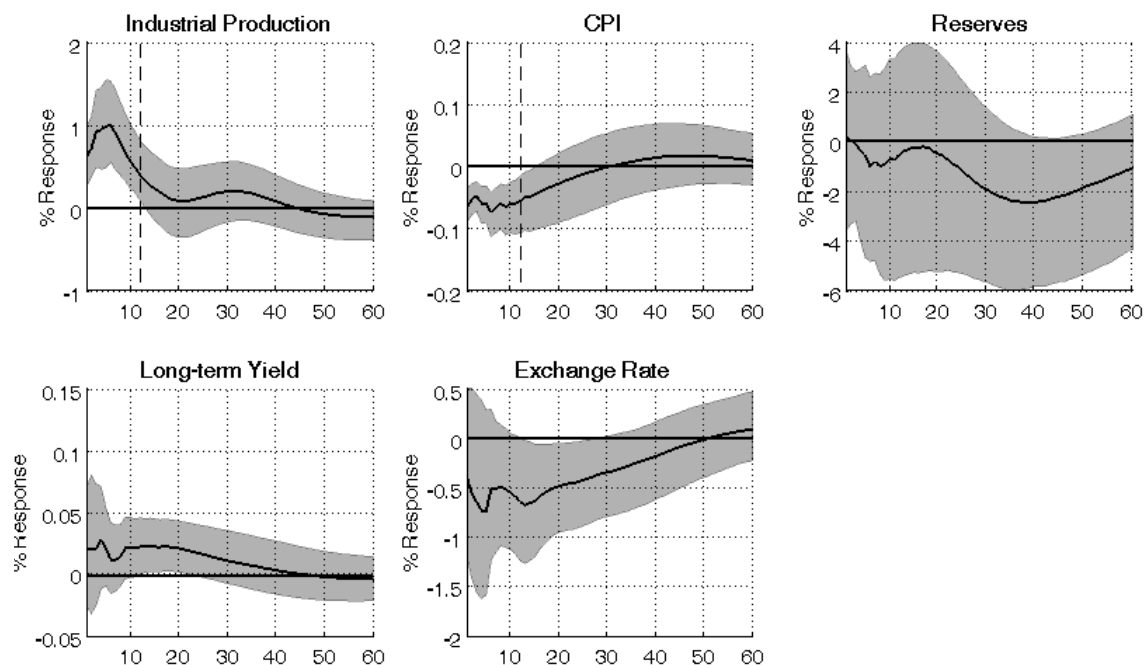 Industrial Production
% Response
2
1
0
-1
10 20 30 40 50 60
CPI
% Response
0.2
0.1
0
-0.1
-0.2
10 20 30 40 50 60
Reserves
% Response
4
2
0
-2
-4
-6
10 20 30 40 50 60
Long-term Yield
% Response
0.15
0.1
0.05
0
-0.05
10 20 30 40 50 60
Exchange Rate
% Response
0.5
0
-0.5
-1
-1.5
-2
10 20 30 40 50 60